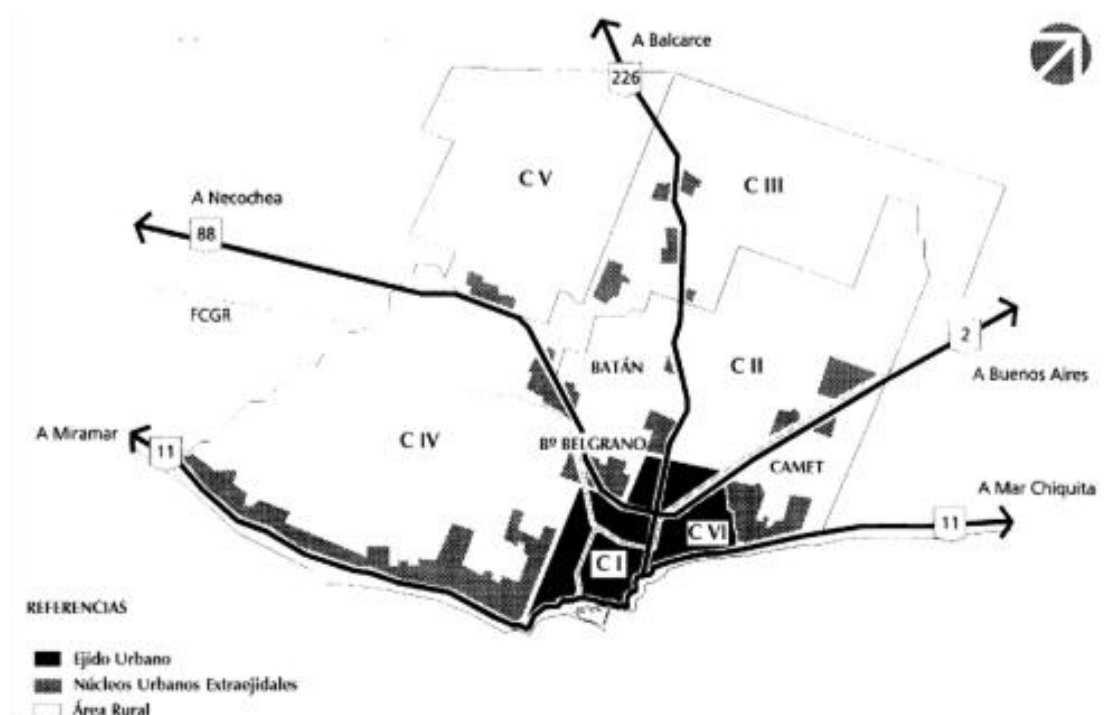 A Balcarce
226
C V
C III
A Necochea
88
FCGR
2
BATÁN
C II
A Buenos Aires
A Miramar
11
C IV
Bº BELGRANO
CAMET
A Mar Chiquita
11
C VI
C I
REFERENCIAS
Ejido Urbano
Núcleos Urbanos Extraejidales
Área Rural